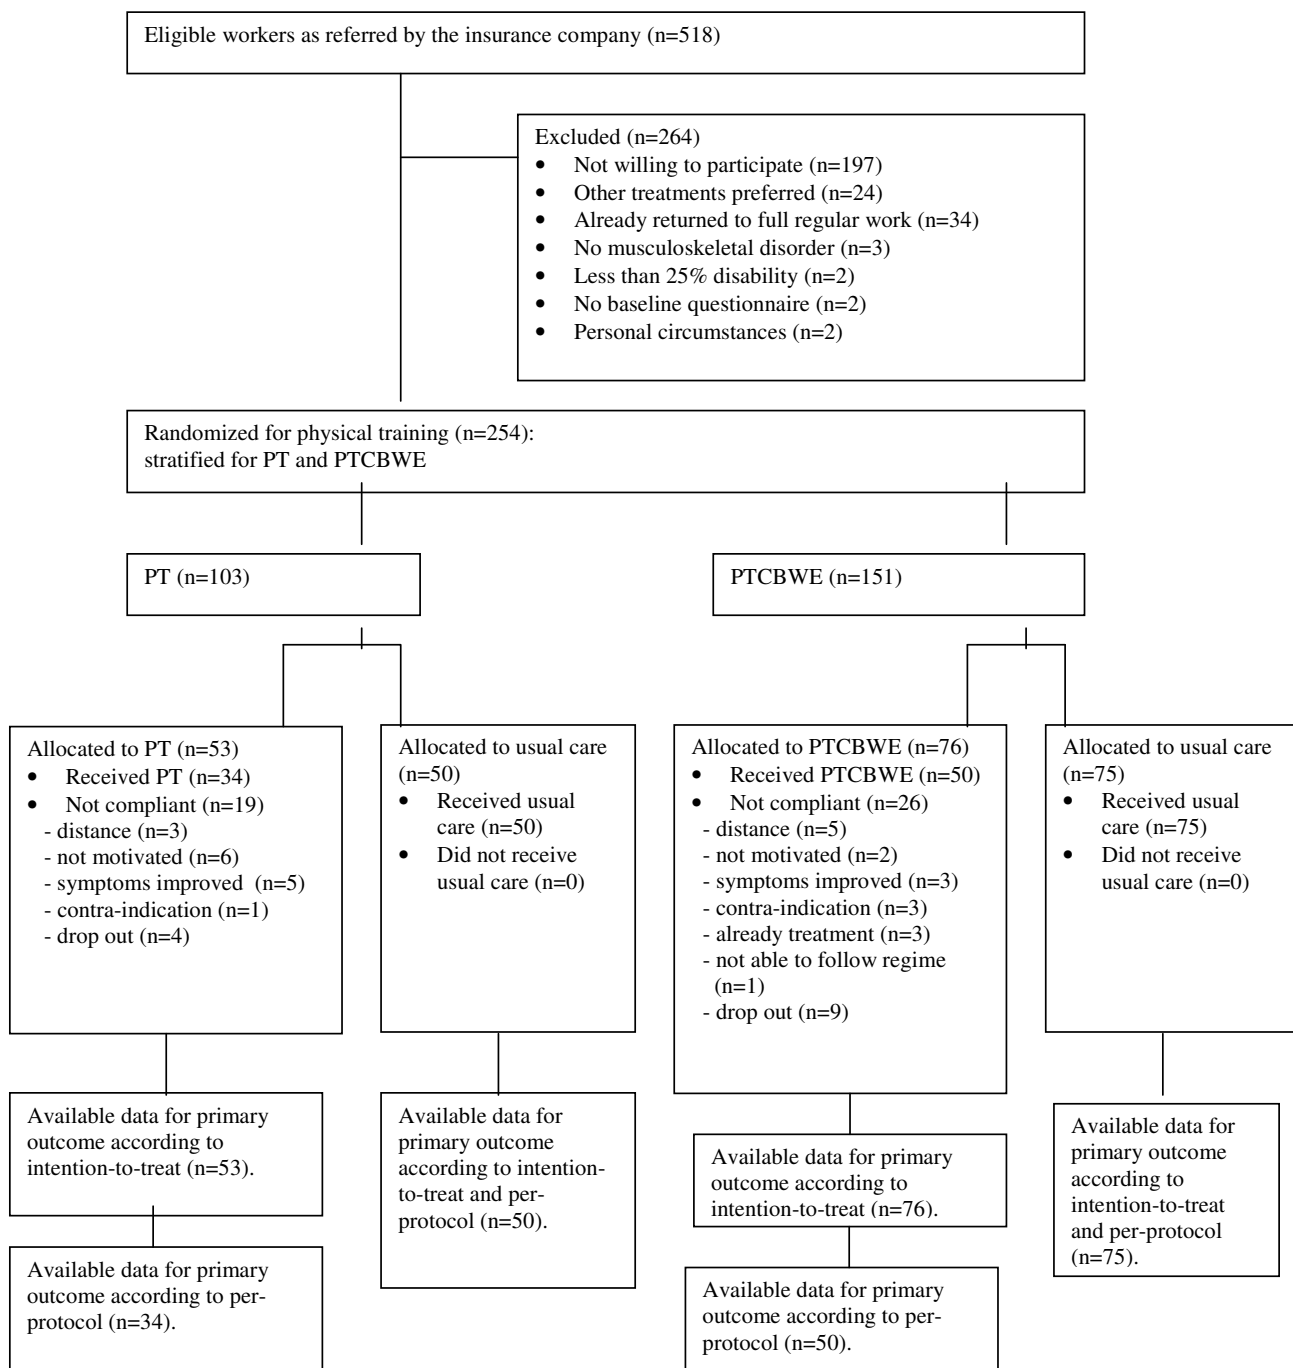 Eligible workers as referred by the insurance company (n=518)
Excluded (n=264)
• Not willing to participate (n=197)
• Other treatments preferred (n=24)
• Already returned to full regular work (n=34)
• No musculoskeletal disorder (n=3)
• Less than 25% disability (n=2)
• No baseline questionnaire (n=2)
• Personal circumstances (n=2)
Randomized for physical training (n=254):
stratified for PT and PTCBWE
PT (n=103)
PTCBWE (n=151)
Allocated to PT (n=53)
• Received PT (n=34)
• Not compliant (n=19)
- distance (n=3)
- not motivated (n=6)
- symptoms improved (n=5)
- contra-indication (n=1)
- drop out (n=4)
Allocated to usual care
(n=50)
• Received usual
care (n=50)
• Did not receive
usual care (n=0)
Allocated to PTCBWE (n=76)
• Received PTCBWE (n=50)
• Not compliant (n=26)
- distance (n=5)
- not motivated (n=2)
- symptoms improved (n=3)
- contra-indication (n=3)
- already treatment (n=3)
- not able to follow regime
(n=1)
- drop out (n=9)
Allocated to usual care
(n=75)
• Received usual
care (n=75)
• Did not receive
usual care (n=0)
Available data for primary
outcome according to
intention-to-treat (n=53).
Available data for
primary outcome
according to intention-
to-treat and per-
protocol (n=50).
Available data for primary
outcome according to
intention-to-treat (n=76).
Available data for
primary outcome
according to
intention-to-treat
and per-protocol
(n=75).
Available data for primary
outcome according to per-
protocol (n=34).
Available data for primary
outcome according to per-
protocol (n=50).